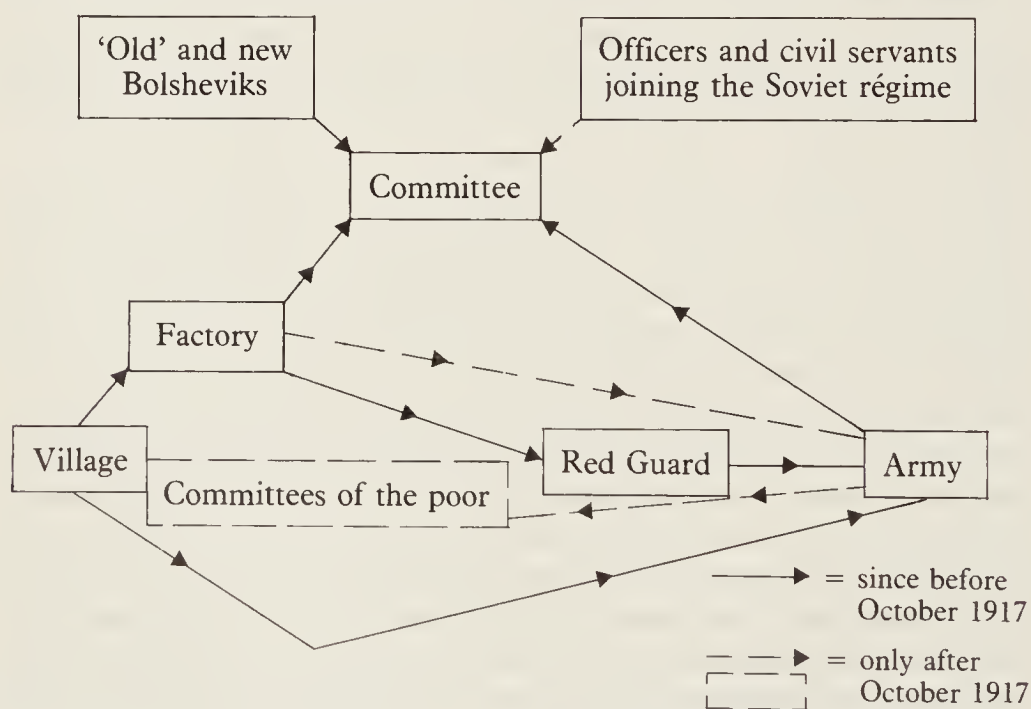 ‘Old’ and new
Bolsheviks
Officers and civil servants
joining the Soviet régime
Committee
Factory
Village
Committees of the poor
Red Guard
Army
= since before
October 1917
= only after
October 1917